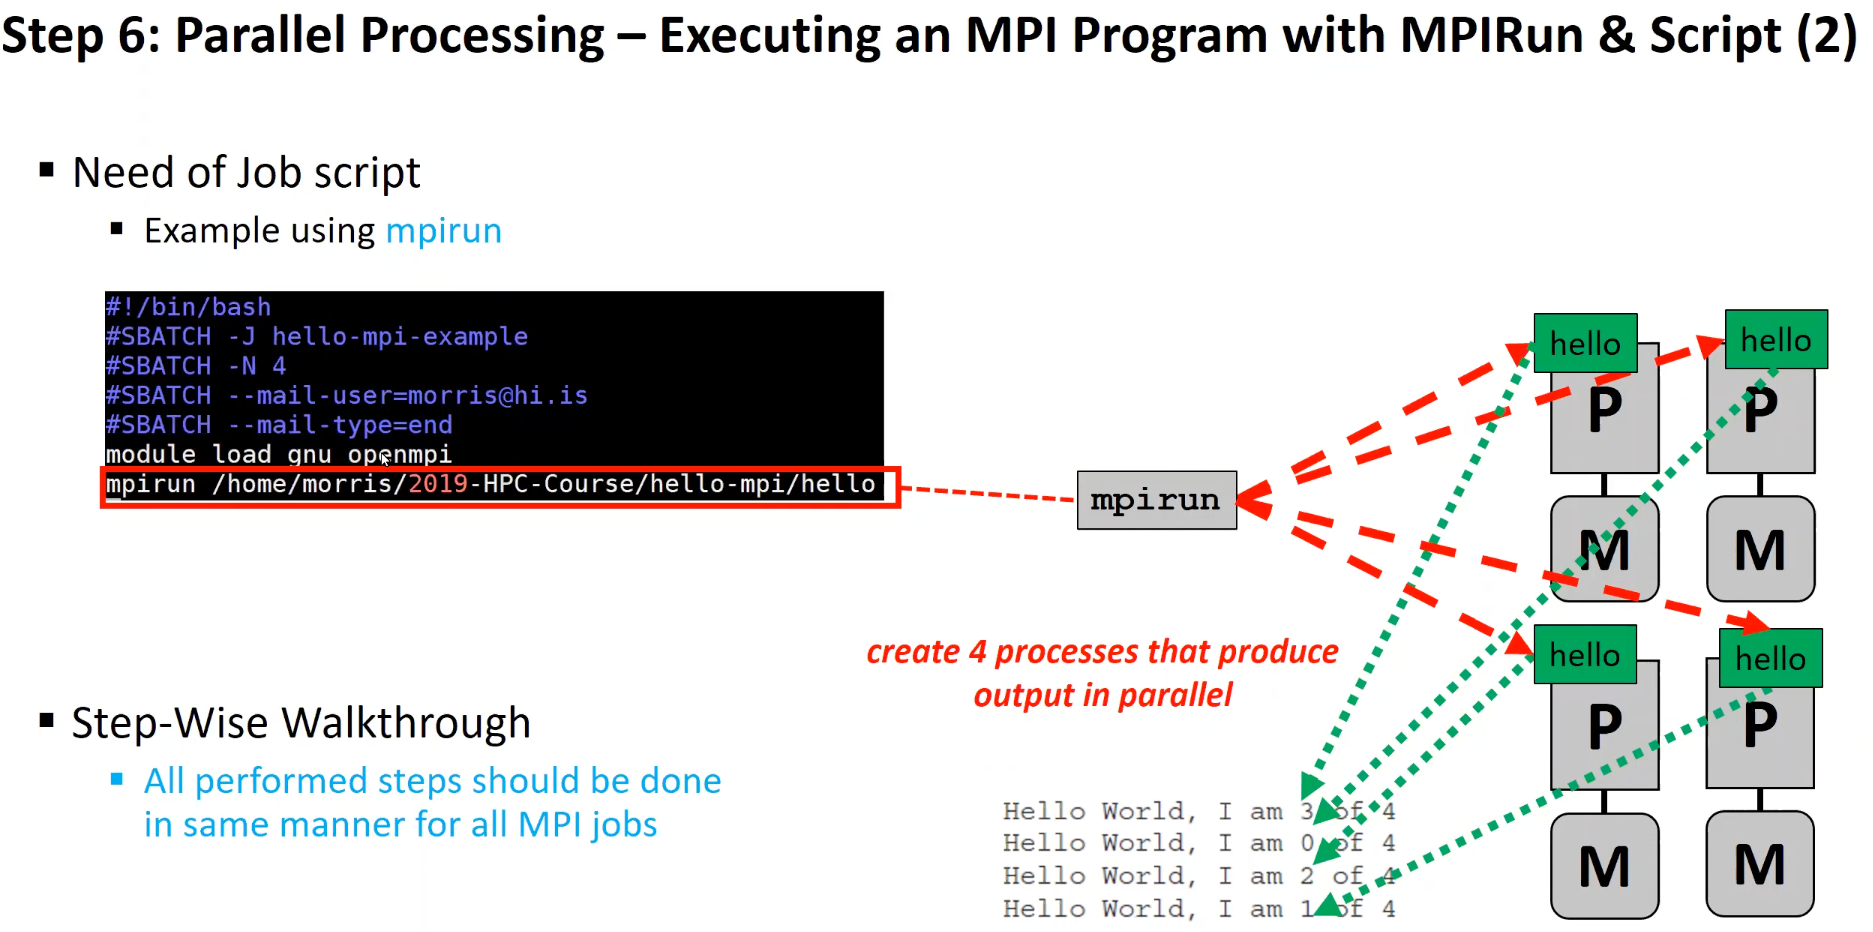 Step 6: Parallel Processing – Executing an MPI Program with MPIRun & Script (2)
Need of Job script
Example using mpirun
#!/bin/bash
#SBATCH -J hello-mpi-example
#SBATCH -N 4
#SBATCH --mail-user=morris@hi.is
#SBATCH --mail-type=end
module load gnu openmpi
mpirun /home/morris/2019-HPC-Course/hello-mpi/hello
mpirun
hello
hello
P
P
M
M
hello
hello
P
P
M
M
create 4 processes that produce
output in parallel
Step-Wise Walkthrough
All performed steps should be done
in same manner for all MPI jobs
Hello World, I am 3 of 4
Hello World, I am 0 of 4
Hello World, I am 2 of 4
Hello World, I am 1 of 4